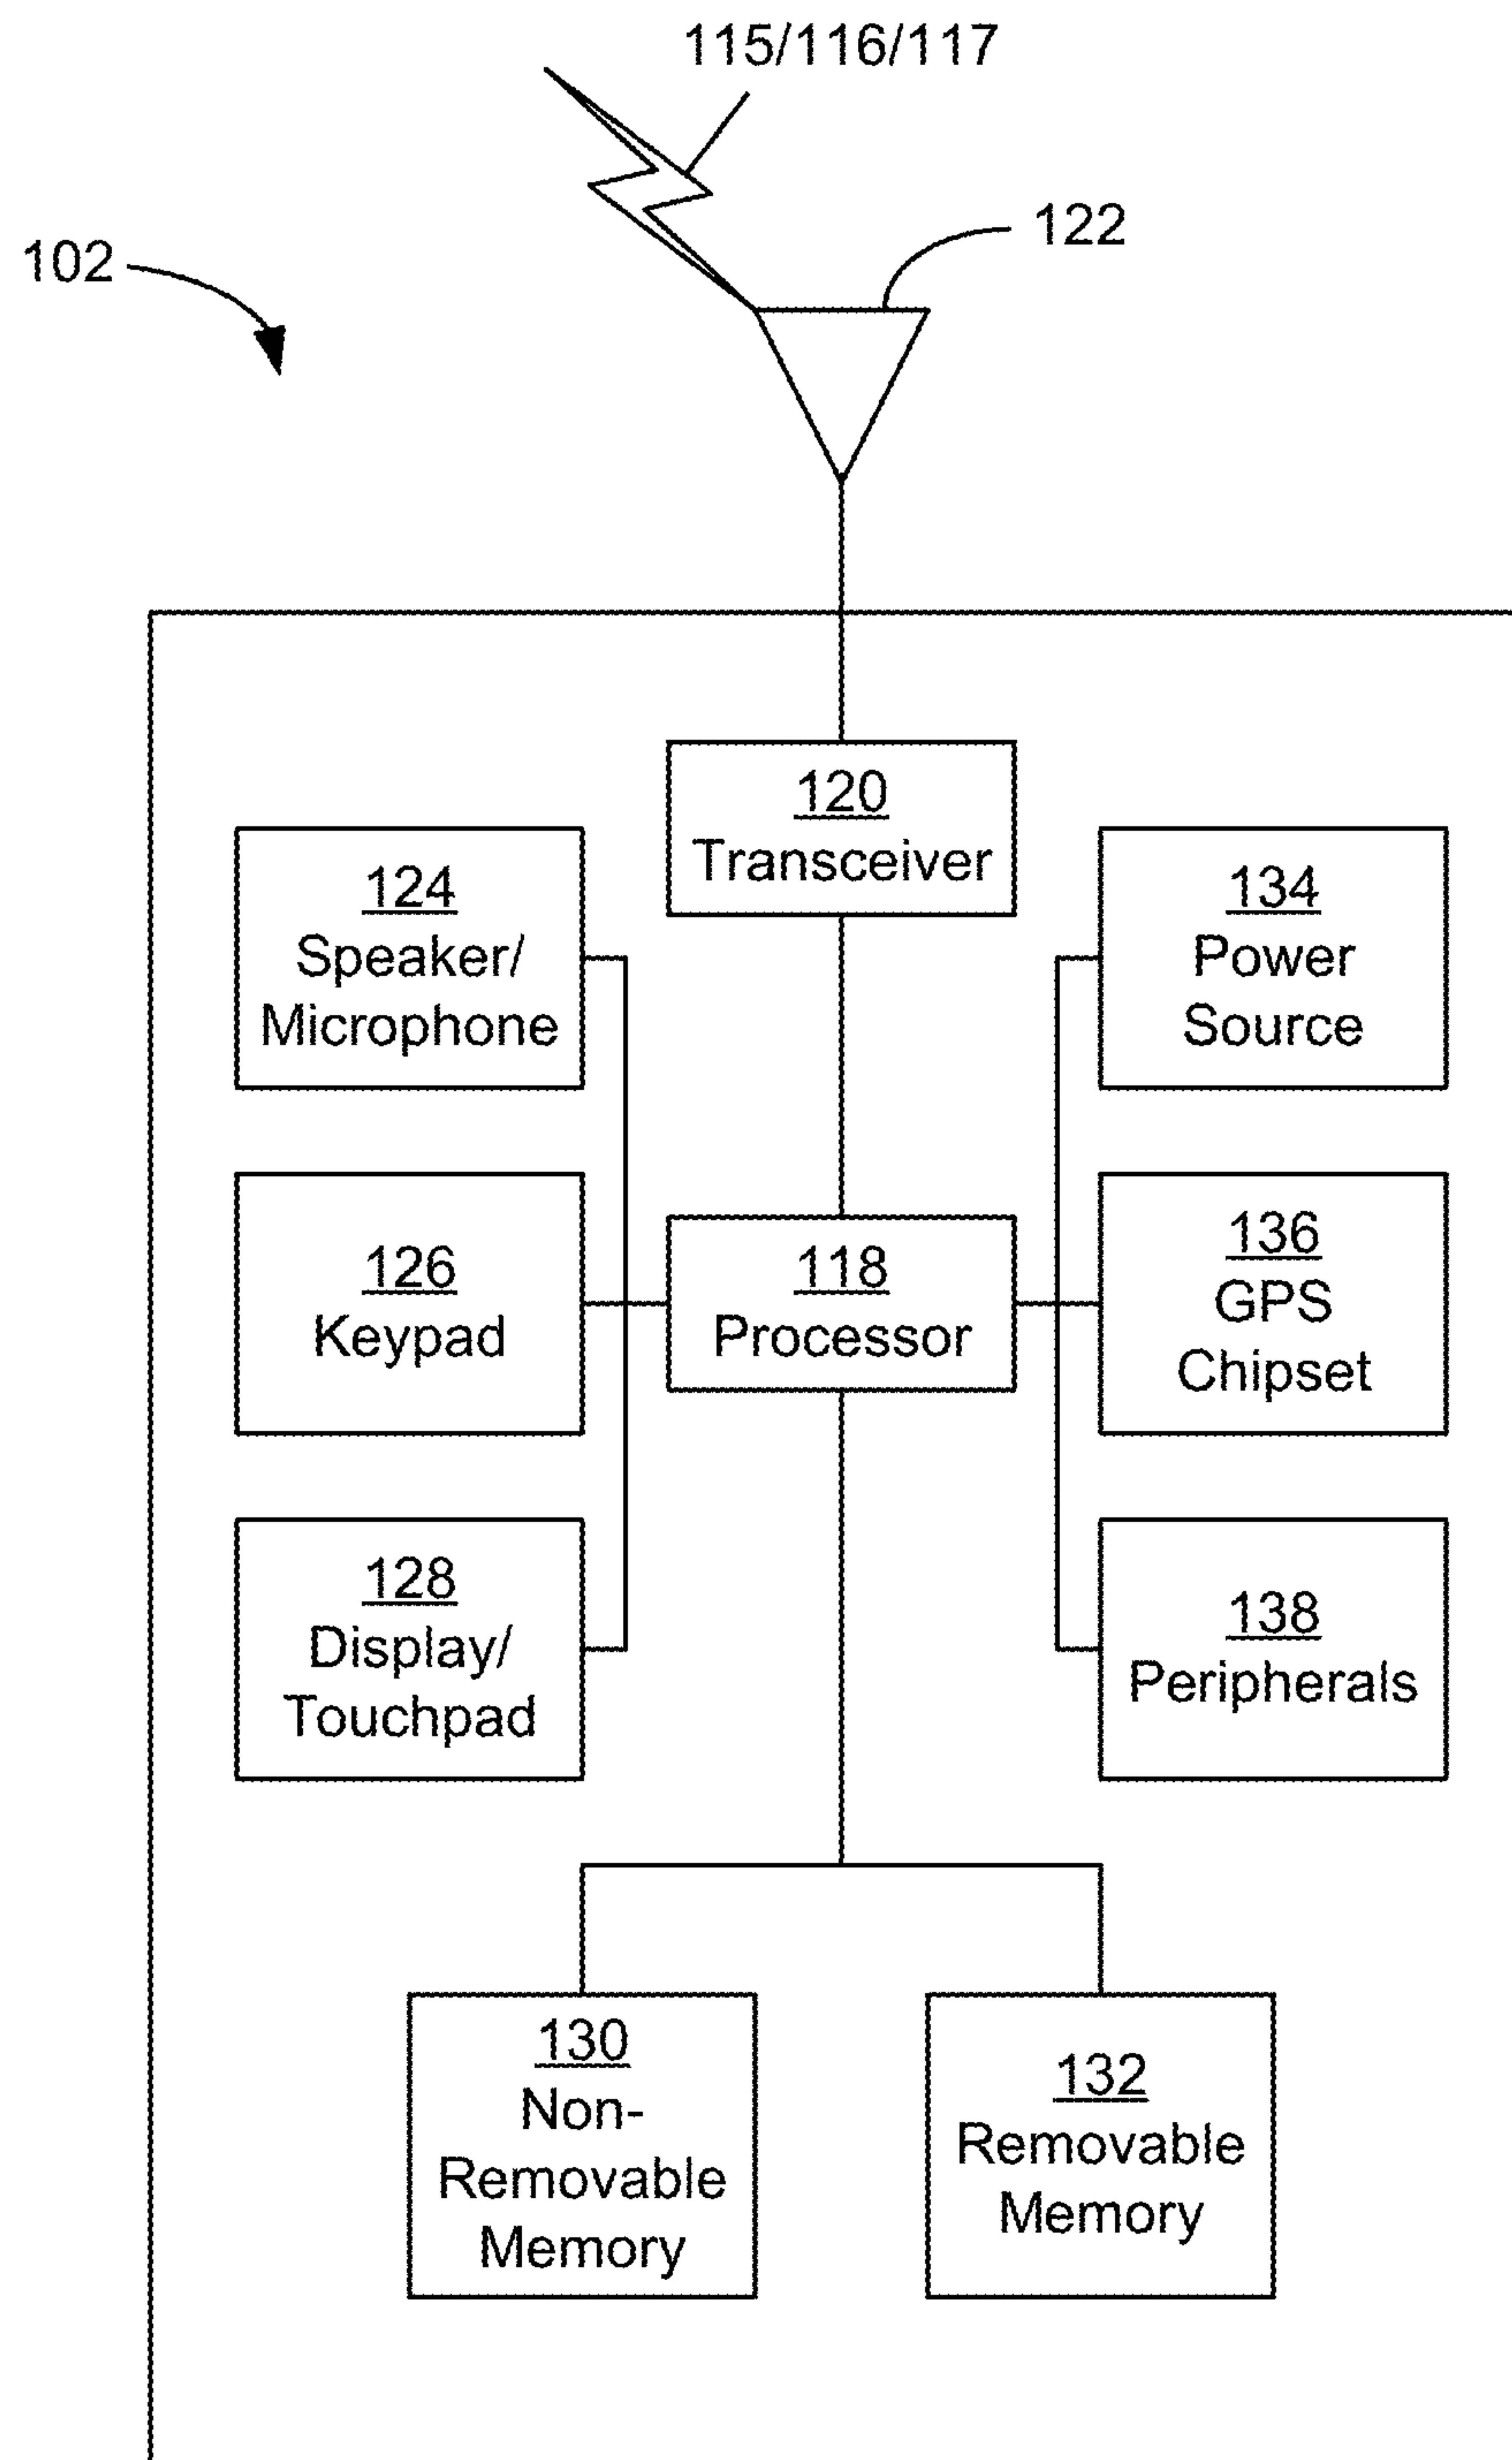 115/116/117
122
102
120
Transceiver
124
Speaker/
Microphone
134
Power
Source
126
Keypad
118
Processor
136
GPS
Chipset
128
Display/
Touchpad
138
Peripherals
130
Non-
Removable
Memory
132
Removable
Memory